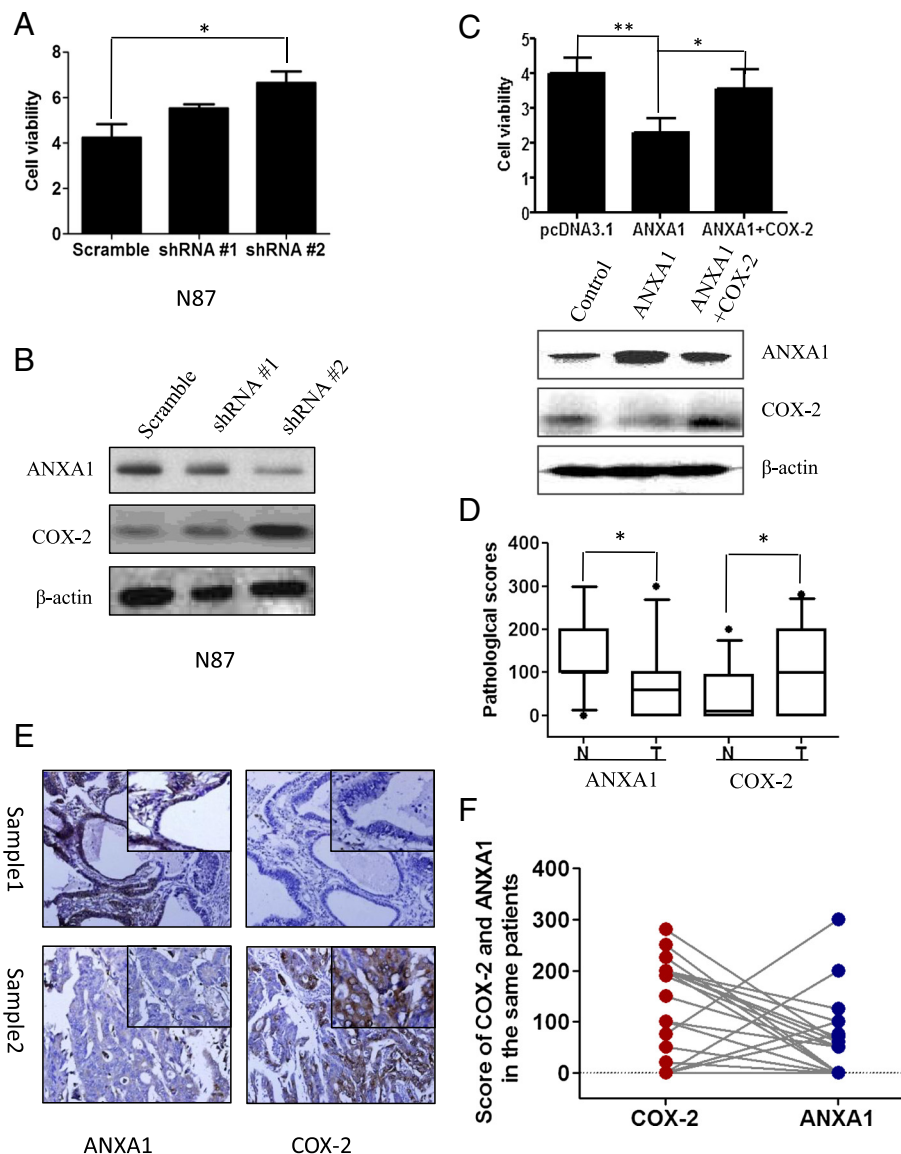 A
*
8
6
4
2
0
Cell viability
Scramble shRNA #1 shRNA #2
N87
B
Scramble shRNA #1 shRNA #2
ANXA1
COX-2
β-actin
N87
C
** *
5
4
3
2
1
0
Cell viability
pcDNA3.1 ANXA1 ANXA1+COX-2
Control ANXA1 ANXA1
+COX-2
ANXA1
COX-2
β-actin
D
* *
400
300
200
100
0
Pathological scores
N T N T
ANXA1 COX-2
E
Sample1
Sample2
ANXA1 COX-2
F
400
300
200
100
0
Score of COX-2 and ANXA1
in the same patients
COX-2 ANXA1